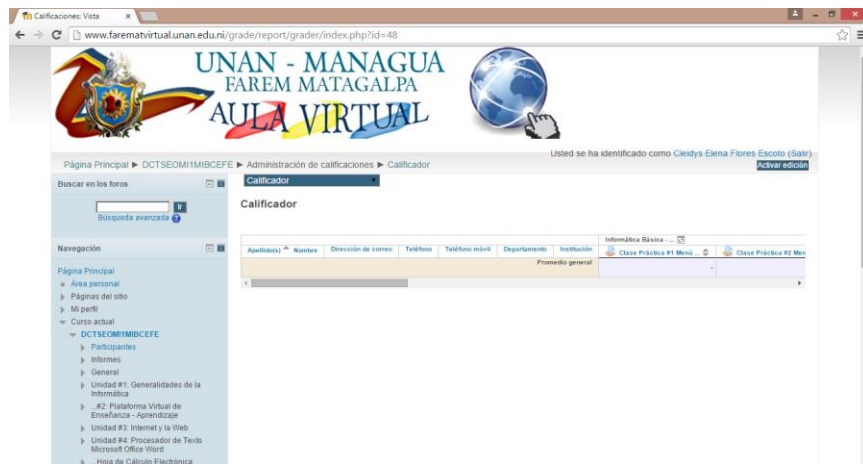 Calificaciones: Vista
www.farematvirtual.unan.edu.ni/grade/report/grader/index.php?id=48
UNAN - MANAGUA
FAREM MATAGALPA
AULA VIRTUAL
Usted se ha identificado como Cleidys Elena Flores Escoto (Salir)
Página Principal ► DCTSEOMI1MIBCEFE ► Administración de calificaciones ► Calificador
Activar edición
Buscar en los foros
Ir
Búsqueda avanzada
Navegación
Página Principal
Área personal
Páginas del sitio
Mi perfil
Curso actual
DCTSEOMI1MIBCEFE
Participantes
Informes
General
Unidad #1: Generalidades de la
Informática
...#2: Plataforma Virtual de
Enseñanza - Aprendizaje
Unidad #3: Internet y la Web
Unidad #4: Procesador de Texto
Microsoft Office Word
...Hoja de Cálculo Electrónica
Calificador
Calificador
Informática Básica - ...
Apellido(s) Nombre Dirección de correo Teléfono Teléfono móvil Departamento Institución Clase Práctica #1 Menú ... Clase Práctica #2 Men
Promedio general -